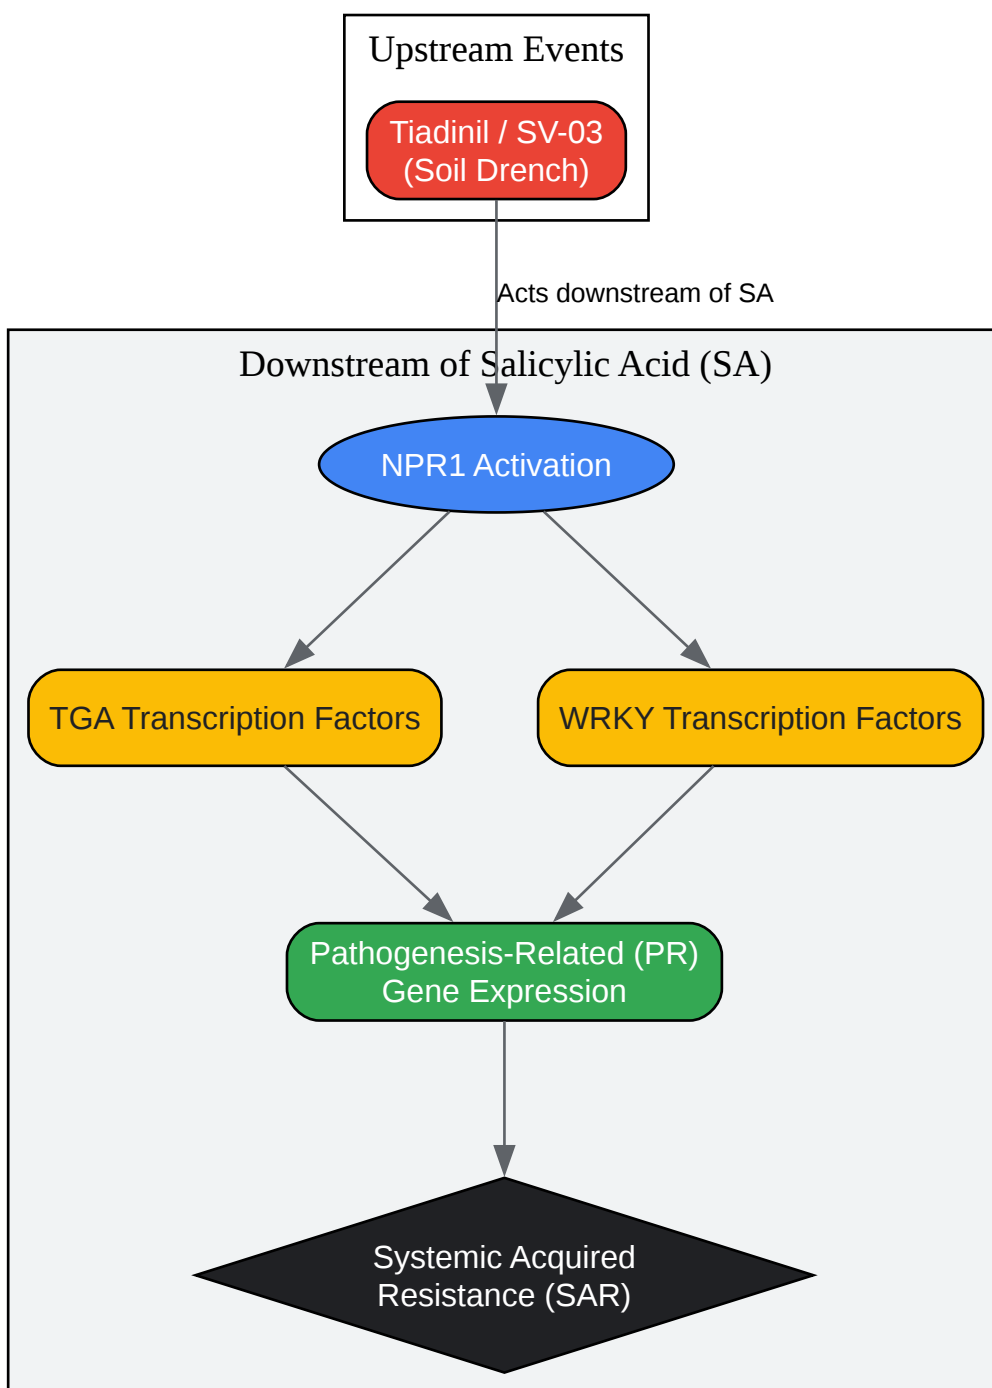 Upstream Events
Tiadinil / SV-03
(Soil Drench)
Acts downstream of SA
Downstream of Salicylic Acid (SA)
NPR1 Activation
TGA Transcription Factors
WRKY Transcription Factors
Pathogenesis-Related (PR)
Gene Expression
Systemic Acquired
Resistance (SAR)